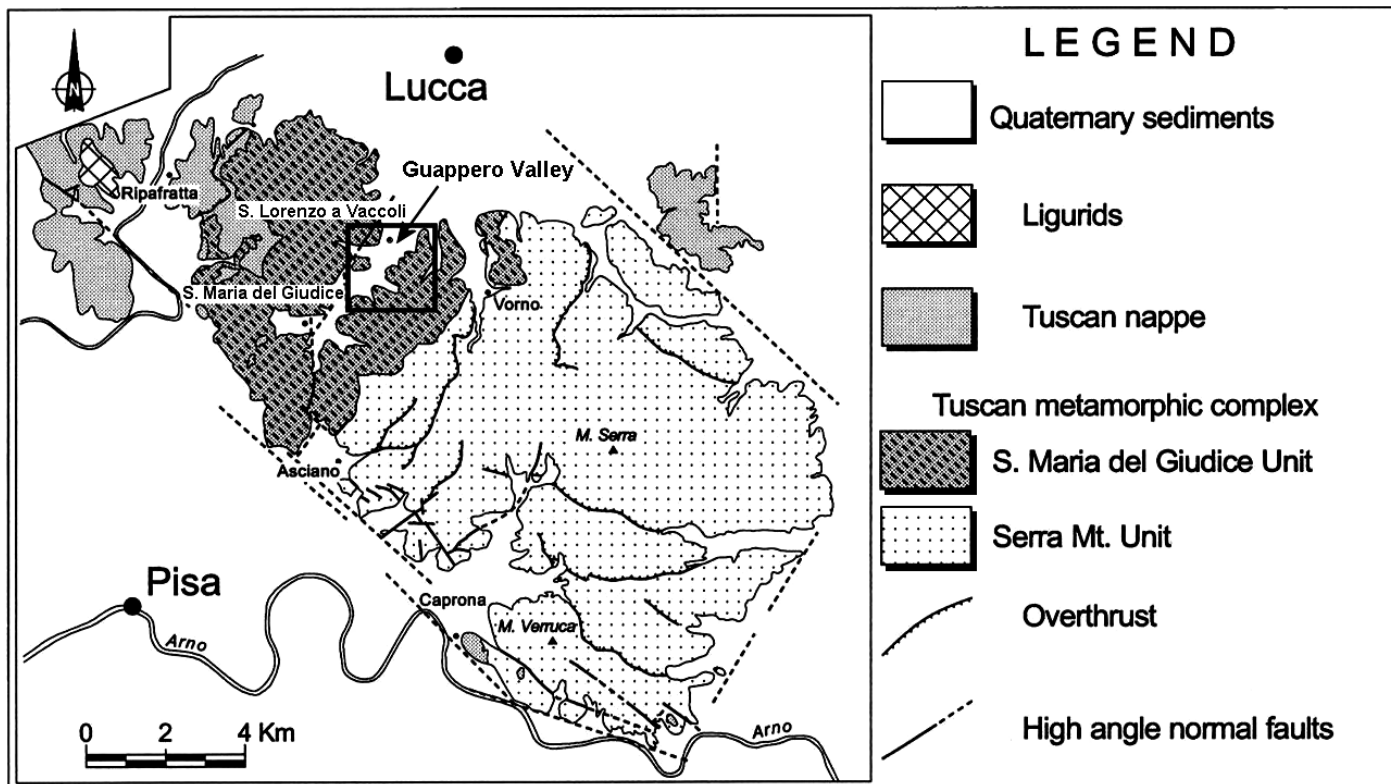 N
Lucca
Guappero Valley
Ripafratta
S. Lorenzo a Vaccoli
S. Maria del Giudice
Vorno
M. Serra
Asciano
Pisa
Caprona
M. Verruca
Arno
Arno
0 2 4 Km
LEGEND
Quaternary sediments
Ligurids
Tuscan nappe
Tuscan metamorphic complex
S. Maria del Giudice Unit
Serra Mt. Unit
Overthrust
High angle normal faults